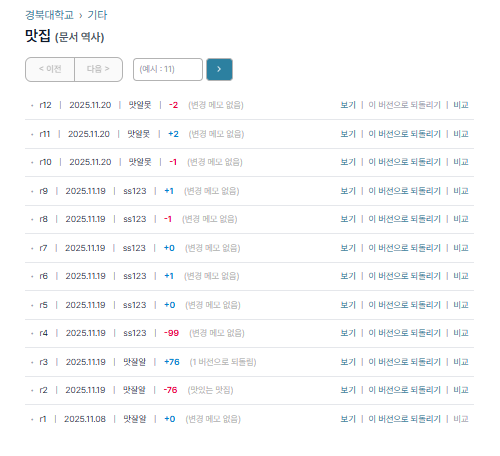 경북대학교 › 기타
맛집 (문서 역사)
< 이전 다음 > (예시 : 11) ›
• r12 | 2025.11.20 | 맛알못 | -2 (변경 메모 없음) 보기 | 이 버전으로 되돌리기 | 비교
• r11 | 2025.11.20 | 맛알못 | +2 (변경 메모 없음) 보기 | 이 버전으로 되돌리기 | 비교
• r10 | 2025.11.20 | 맛알못 | -1 (변경 메모 없음) 보기 | 이 버전으로 되돌리기 | 비교
• r9 | 2025.11.19 | ss123 | +1 (변경 메모 없음) 보기 | 이 버전으로 되돌리기 | 비교
• r8 | 2025.11.19 | ss123 | -1 (변경 메모 없음) 보기 | 이 버전으로 되돌리기 | 비교
• r7 | 2025.11.19 | ss123 | +0 (변경 메모 없음) 보기 | 이 버전으로 되돌리기 | 비교
• r6 | 2025.11.19 | ss123 | +1 (변경 메모 없음) 보기 | 이 버전으로 되돌리기 | 비교
• r5 | 2025.11.19 | ss123 | +0 (변경 메모 없음) 보기 | 이 버전으로 되돌리기 | 비교
• r4 | 2025.11.19 | ss123 | -99 (변경 메모 없음) 보기 | 이 버전으로 되돌리기 | 비교
• r3 | 2025.11.19 | 맛잘알 | +76 (1 버전으로 되돌림) 보기 | 이 버전으로 되돌리기 | 비교
• r2 | 2025.11.19 | 맛잘알 | -76 (맛있는 맛집) 보기 | 이 버전으로 되돌리기 | 비교
• r1 | 2025.11.08 | 맛잘알 | +0 (변경 메모 없음) 보기 | 이 버전으로 되돌리기 | 비교